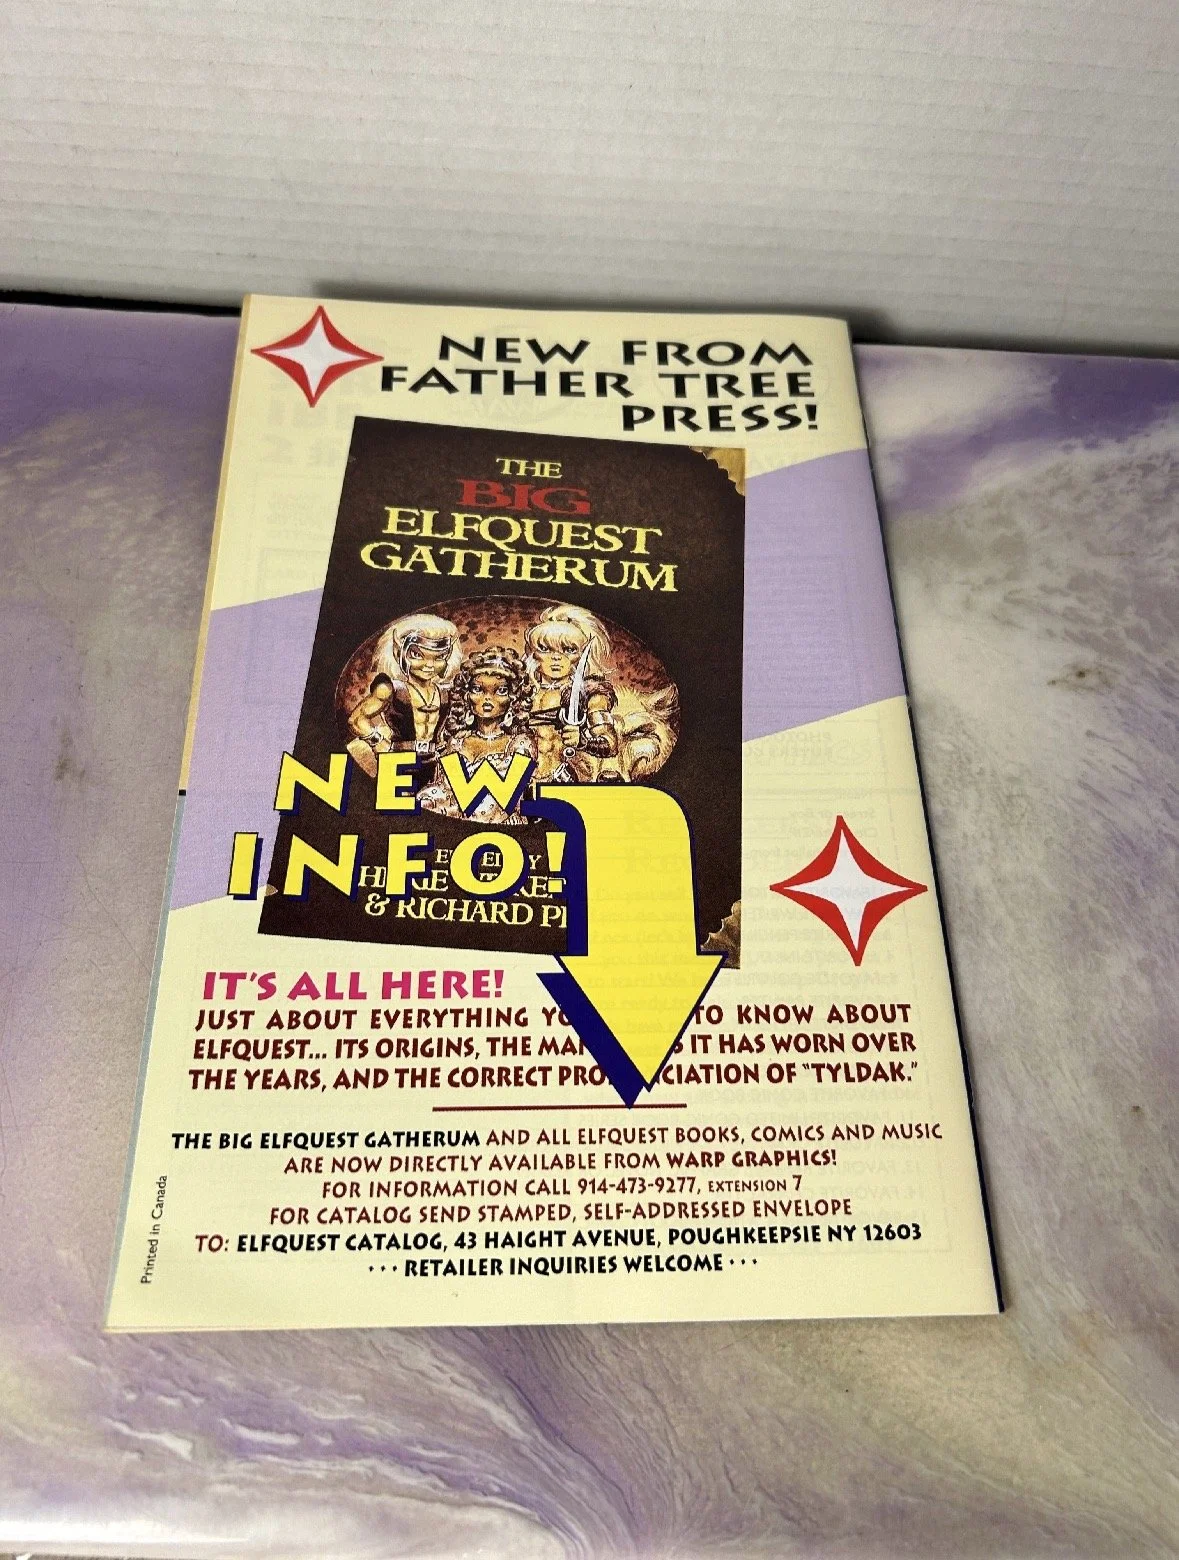 NEW FROM
FATHER TREE
PRESS!
THE
BIG
ELFQUEST
GATHERUM
NEW
INFO!
& RICHARD
IT'S ALL HERE!
JUST ABOUT EVERYTHING TO KNOW ABOUT
ELFQUEST... ITS ORIGINS, THE IT HAS WORN OVER
THE YEARS, AND THE CORRECT PRONUNCIATION OF "TYLDAK."
THE BIG ELFQUEST GATHERUM AND ALL ELFQUEST BOOKS, COMICS AND MUSIC
ARE NOW DIRECTLY AVAILABLE FROM WARP GRAPHICS!
FOR INFORMATION CALL 914-473-9277, EXTENSION 7
FOR CATALOG SEND STAMPED, SELF-ADDRESSED ENVELOPE
TO: ELFQUEST CATALOG, 43 HAIGHT AVENUE, POUGHKEEPSIE NY 12603
··· RETAILER INQUIRIES WELCOME ···
Printed in Canada